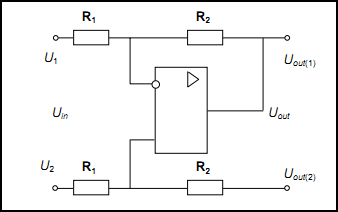 R1 R2
U1 Uout(1)
Uin Uout
U2 R1 R2 Uout(2)